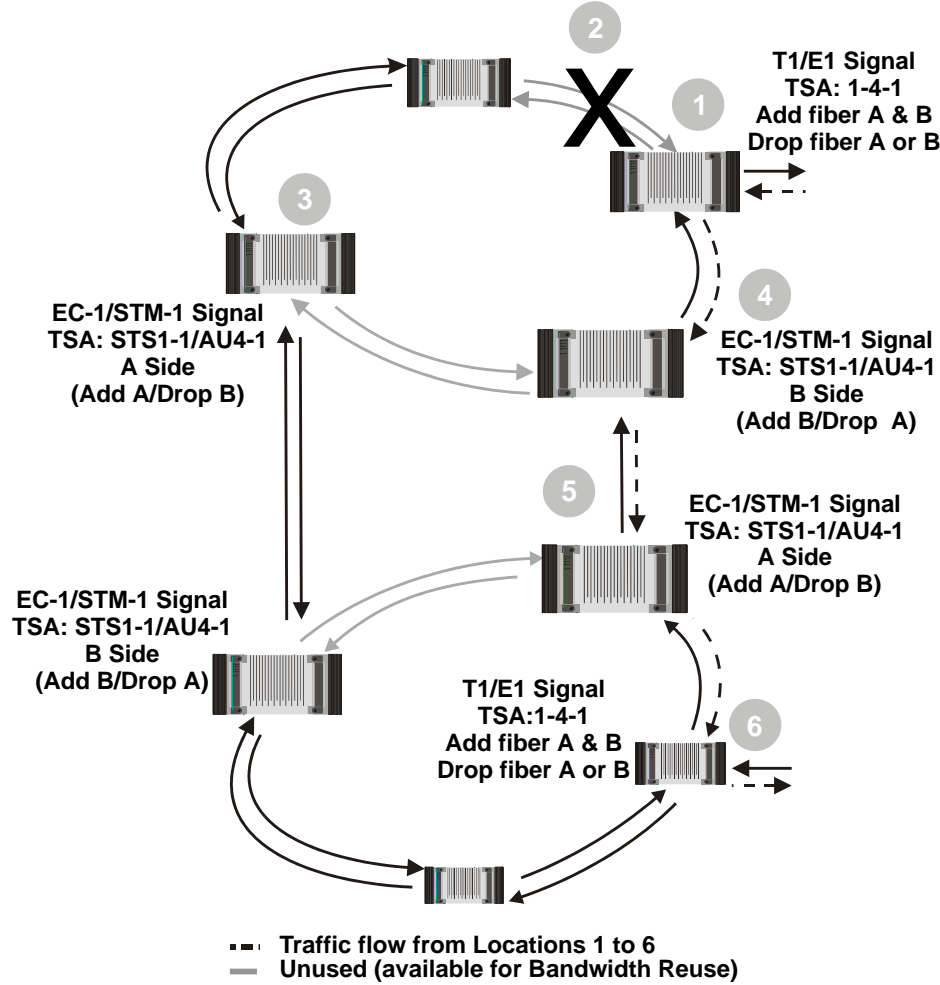 2
T1/E1 Signal
TSA: 1-4-1
Add fiber A & B
Drop fiber A or B
1
X
3
EC-1/STM-1 Signal
TSA: STS1-1/AU4-1
A Side
(Add A/Drop B)
4
EC-1/STM-1 Signal
TSA: STS1-1/AU4-1
B Side
(Add B/Drop A)
5
EC-1/STM-1 Signal
TSA: STS1-1/AU4-1
A Side
(Add A/Drop B)
EC-1/STM-1 Signal
TSA: STS1-1/AU4-1
B Side
(Add B/Drop A)
T1/E1 Signal
TSA:1-4-1
Add fiber A & B
Drop fiber A or B
6
Traffic flow from Locations 1 to 6
Unused (available for Bandwidth Reuse)